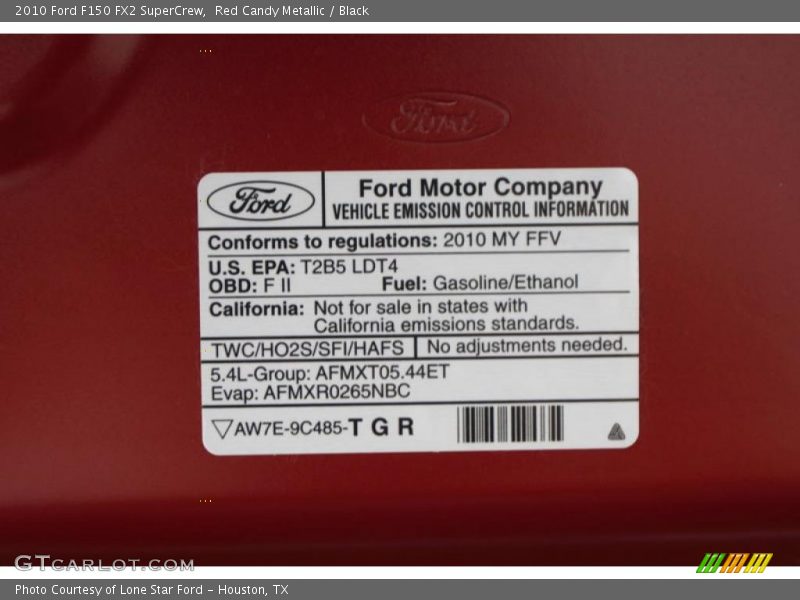 2010 Ford F150 FX2 SuperCrew, Red Candy Metallic / Black
Ford
Ford
Ford Motor Company
VEHICLE EMISSION CONTROL INFORMATION
Conforms to regulations: 2010 MY FFV
U.S. EPA: T2B5 LDT4
OBD: F II Fuel: Gasoline/Ethanol
California: Not for sale in states with
California emissions standards.
TWC/HO2S/SFI/HAFS No adjustments needed.
5.4L-Group: AFMXT05.44ET
Evap: AFMXR0265NBC
AW7E-9C485-T G R
GTCARLOT.COM
Photo Courtesy of Lone Star Ford - Houston, TX